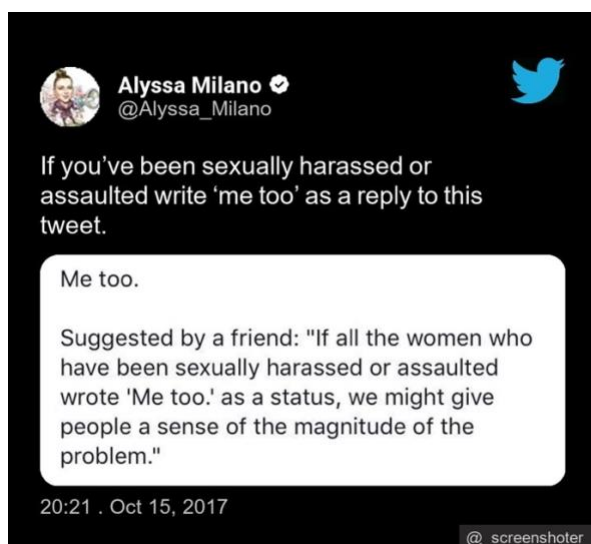 Alyssa Milano
@Alyssa_Milano
If you’ve been sexually harassed or
assaulted write ‘me too’ as a reply to this
tweet.
Me too.
Suggested by a friend: "If all the women who
have been sexually harassed or assaulted
wrote 'Me too.' as a status, we might give
people a sense of the magnitude of the
problem."
20:21 . Oct 15, 2017
@_screenshoter